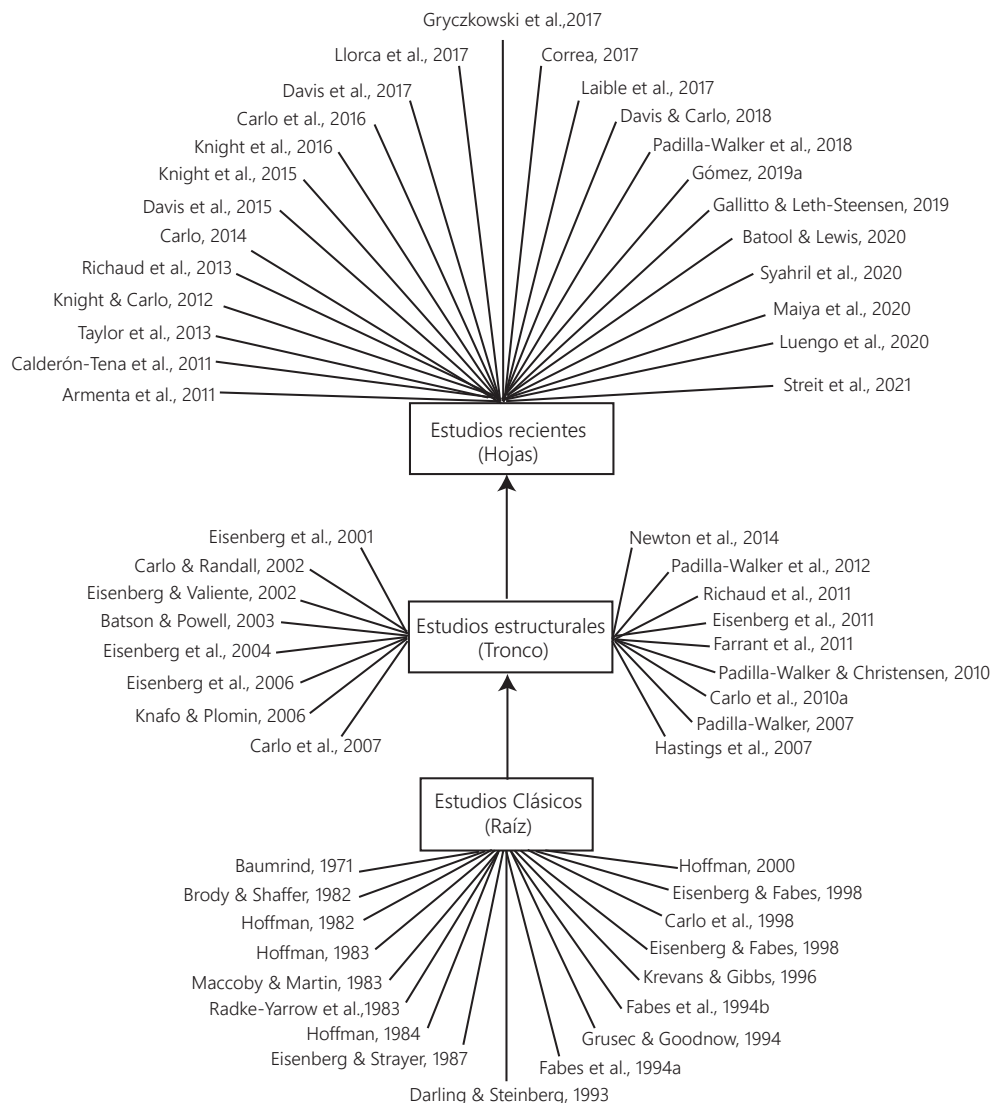 Gryczkowski et al.,2017
Llorca et al., 2017
Correa, 2017
Davis et al., 2017
Laible et al., 2017
Carlo et al., 2016
Davis & Carlo, 2018
Knight et al., 2016
Padilla-Walker et al., 2018
Knight et al., 2015
Gómez, 2019a
Davis et al., 2015
Gallitto & Leth-Steensen, 2019
Carlo, 2014
Batool & Lewis, 2020
Richaud et al., 2013
Syahril et al., 2020
Knight & Carlo, 2012
Maiya et al., 2020
Taylor et al., 2013
Luengo et al., 2020
Calderón-Tena et al., 2011
Armenta et al., 2011
Streit et al., 2021
Estudios recientes
(Hojas)
Eisenberg et al., 2001
Carlo & Randall, 2002
Eisenberg & Valiente, 2002
Batson & Powell, 2003
Eisenberg et al., 2004
Eisenberg et al., 2006
Knafo & Plomin, 2006
Carlo et al., 2007
Estudios estructurales
(Tronco)
Newton et al., 2014
Padilla-Walker et al., 2012
Richaud et al., 2011
Eisenberg et al., 2011
Farrant et al., 2011
Padilla-Walker & Christensen, 2010
Carlo et al., 2010a
Padilla-Walker, 2007
Hastings et al., 2007
Estudios Clásicos
(Raíz)
Baumrind, 1971
Brody & Shaffer, 1982
Hoffman, 1982
Hoffman, 1983
Maccoby & Martin, 1983
Radke-Yarrow et al.,1983
Hoffman, 1984
Eisenberg & Strayer, 1987
Darling & Steinberg, 1993
Hoffman, 2000
Eisenberg & Fabes, 1998
Carlo et al., 1998
Eisenberg & Fabes, 1998
Krevans & Gibbs, 1996
Fabes et al., 1994b
Grusec & Goodnow, 1994
Fabes et al., 1994a